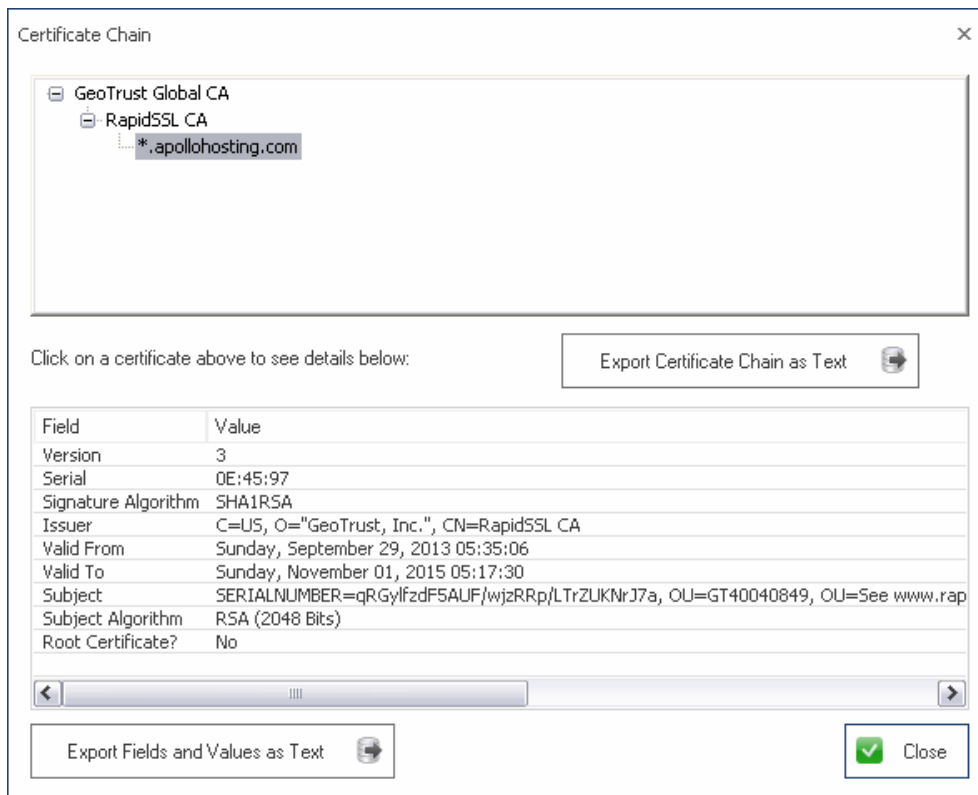 Certificate Chain
GeoTrust Global CA
RapidSSL CA
*.apollohosting.com
Click on a certificate above to see details below:
Export Certificate Chain as Text
Field Value
Version 3
Serial 0E:45:97
Signature Algorithm SHA1RSA
Issuer C=US, O="GeoTrust, Inc.", CN=RapidSSL CA
Valid From Sunday, September 29, 2013 05:35:06
Valid To Sunday, November 01, 2015 05:17:30
Subject SERIALNUMBER=qRGylfzdF5AUF/wjzRRp/LTrZUKNrJ7a, OU=GT40040849, OU=See www.rap
Subject Algorithm RSA (2048 Bits)
Root Certificate? No
Export Fields and Values as Text
Close